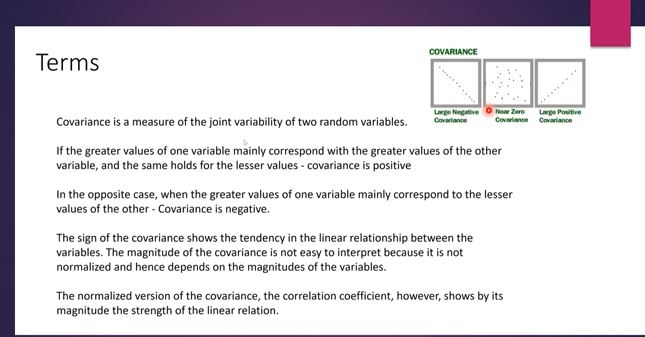 Terms
COVARIANCE
Large Negative
Covariance
Near Zero
Covariance
Large Positive
Covariance
Covariance is a measure of the joint variability of two random variables.
If the greater values of one variable mainly correspond with the greater values of the other
variable, and the same holds for the lesser values - covariance is positive
In the opposite case, when the greater values of one variable mainly correspond to the lesser
values of the other - Covariance is negative.
The sign of the covariance shows the tendency in the linear relationship between the
variables. The magnitude of the covariance is not easy to interpret because it is not
normalized and hence depends on the magnitudes of the variables.
The normalized version of the covariance, the correlation coefficient, however, shows by its
magnitude the strength of the linear relation.